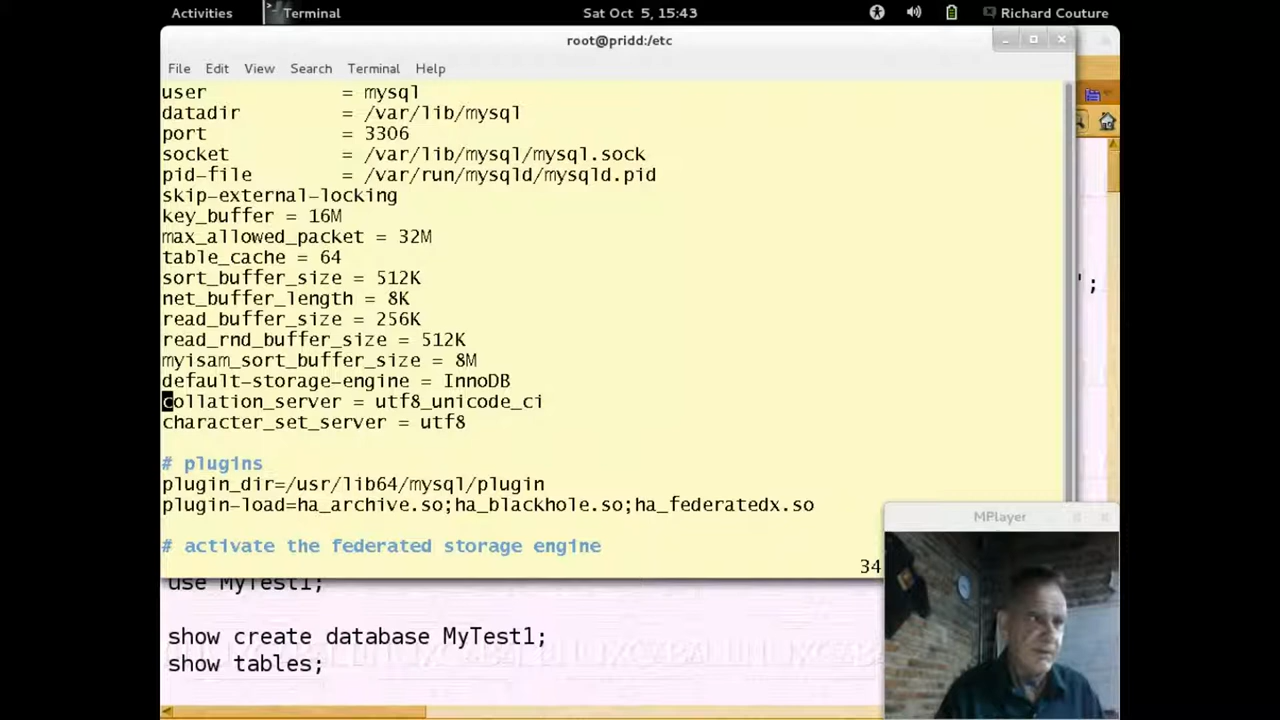 Activities Terminal Sat Oct 5, 15:43 Richard Couture
root@pridd:/etc
File Edit View Search Terminal Help
user = mysql
datadir = /var/lib/mysql
port = 3306
socket = /var/lib/mysql/mysql.sock
pid-file = /var/run/mysqld/mysqld.pid
skip-external-locking
key_buffer = 16M
max_allowed_packet = 32M
table_cache = 64
sort_buffer_size = 512K
net_buffer_length = 8K
read_buffer_size = 256K
read_rnd_buffer_size = 512K
myisam_sort_buffer_size = 8M
default-storage-engine = InnoDB
collation_server = utf8_unicode_ci
character_set_server = utf8
# plugins
plugin_dir=/usr/lib64/mysql/plugin
plugin-load=ha_archive.so;ha_blackhole.so;ha_federatedx.so
# activate the federated storage engine
34
';
MPlayer
use MyTest1;
show create database MyTest1;
show tables;